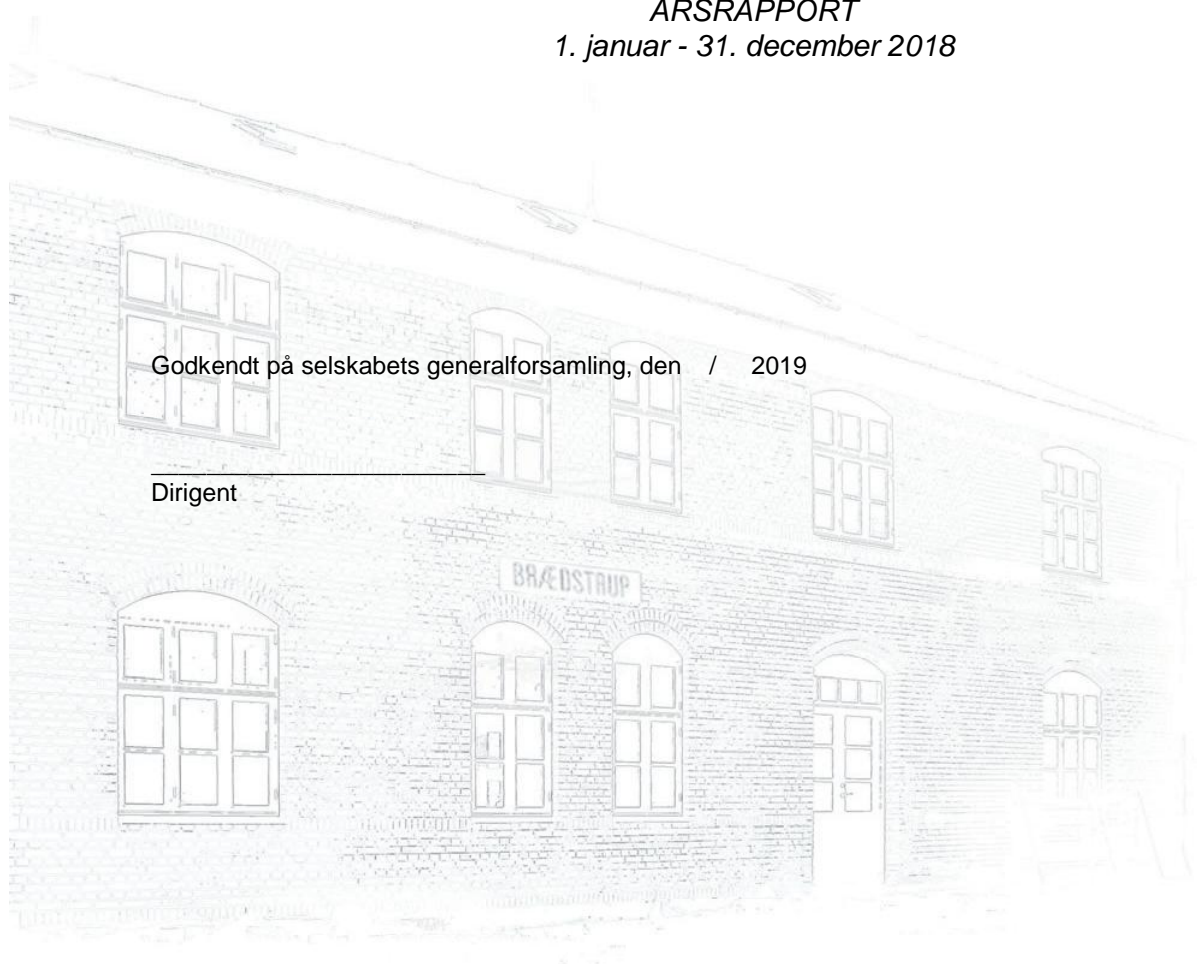 ÅRSRAPPORT
1. januar - 31. december 2018
Godkendt på selskabets generalforsamling, den / 2019
Dirigent
BRÆDSTRUP